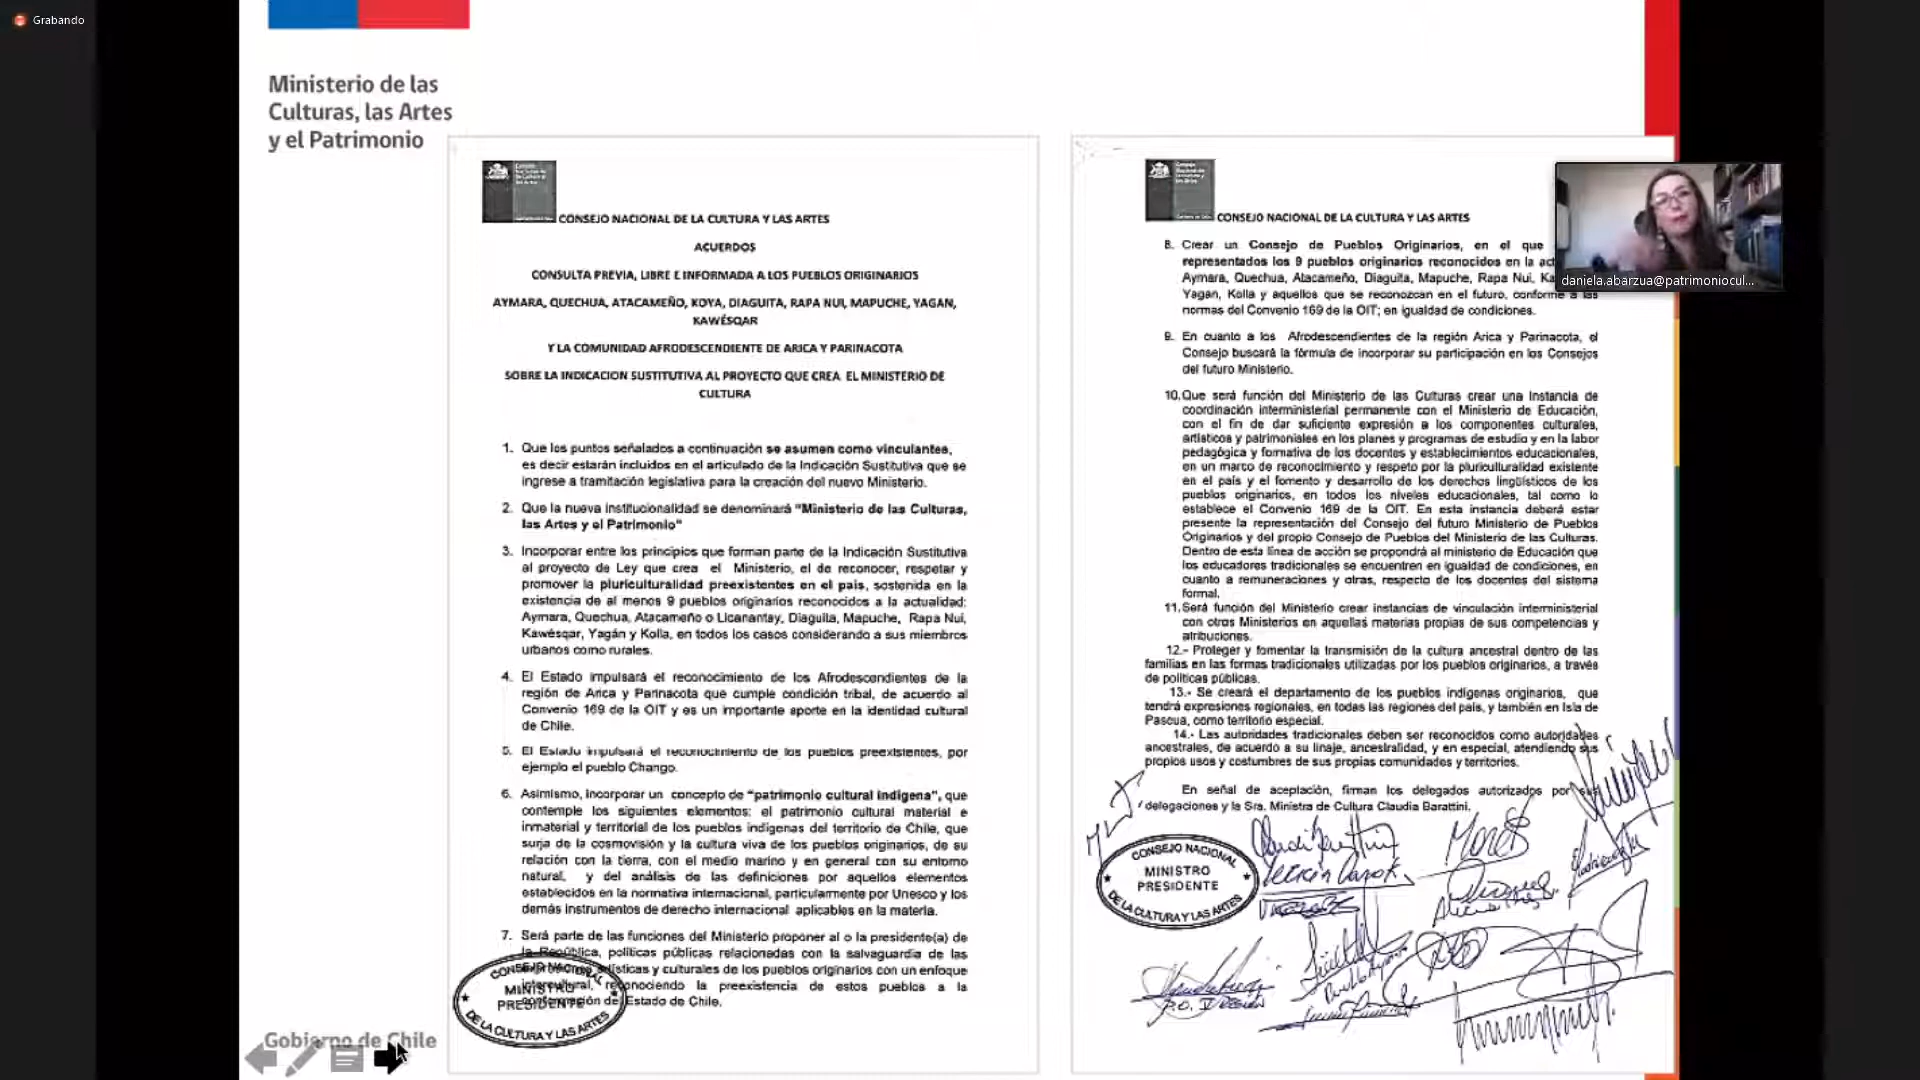 Grabando
Ministerio de las
Culturas, las Artes
y el Patrimonio
CONSEJO NACIONAL DE LA CULTURA Y LAS ARTES
ACUERDOS
CONSULTA PREVIA, LIBRE E INFORMADA A LOS PUEBLOS ORIGINARIOS
AYMARA, QUECHUA, ATACAMEÑO, KOYA, DIAGUITA, RAPA NUI, MAPUCHE, YAGAN,
KAWÉSQAR
Y LA COMUNIDAD AFRODESCENDIENTE DE ARICA Y PARINACOTA
SOBRE LA INDICACION SUSTITUTIVA AL PROYECTO QUE CREA EL MINISTERIO DE
CULTURA
1. Que los puntos señalados a continuación se asumen como vinculantes,
es decir estarán incluidos en el articulado de la Indicación Sustitutiva que se
ingrese a tramitación legislativa para la creación del nuevo Ministerio.
2. Que la nueva institucionalidad se denominará "Ministerio de las Culturas,
las Artes y el Patrimonio"
3. Incorporar entre los principios que forman parte de la Indicación Sustitutiva
al proyecto de Ley que crea el Ministerio, el de reconocer, respetar y
promover la pluriculturalidad preexistentes en el país, sostenida en la
existencia de al menos 9 pueblos originarios reconocidos a la actualidad:
Aymara, Quechua, Atacameño o Licanantay, Diaguita, Mapuche, Rapa Nui,
Kawésqar, Yagán y Kolla, en todos los casos considerando a sus miembros
urbanos como rurales.
4. El Estado impulsará el reconocimiento de los Afrodescendientes de la
región de Arica y Parinacota que cumple condición tribal, de acuerdo al
Convenio 169 de la OIT y es un importante aporte en la identidad cultural
de Chile.
5. El Estado impulsará el reconocimiento de los pueblos preexistentes, por
ejemplo el pueblo Chango.
6. Asimismo, incorporar un concepto de "patrimonio cultural indígena", que
contemple los siguientes elementos: el patrimonio cultural material e
inmaterial y territorial de los pueblos indígenas del territorio de Chile, que
surja de la cosmovisión y la cultura viva de los pueblos originarios, de su
relación con la tierra, con el medio marino y en general con su entorno
natural, y del análisis de las definiciones por aquellos elementos
establecidos en la normativa internacional, particularmente por Unesco y los
demás instrumentos de derecho internacional aplicables en la materia.
7. Será parte de las funciones del Ministerio proponer al o la presidente(a) de
la República, políticas públicas relacionadas con la salvaguardia de las
artísticas y culturales de los pueblos originarios con un enfoque
intercultural, reconociendo la preexistencia de estos pueblos a la
conformación del Estado de Chile.
CONSEJO NACIONAL
MINISTRO
PRESIDENTE
DE LA CULTURA Y LAS ARTES
Gobierno de Chile
CONSEJO NACIONAL DE LA CULTURA Y LAS ARTES
8. Crear un Consejo de Pueblos Originarios, en el que
representados los 9 pueblos originarios reconocidos en la
Aymara, Quechua, Atacameño, Diaguita, Mapuche, Rapa Nui,
Yagan, Kolla y aquellos que se reconozcan en el futuro, conforme a las
normas del Convenio 169 de la OIT; en igualdad de condiciones.
9. En cuanto a los Afrodescendientes de la región Arica y Parinacota, el
Consejo buscará la fórmula de incorporar su participación en los Consejos
del futuro Ministerio.
10. Que será función del Ministerio de las Culturas crear una Instancia de
coordinación interministerial permanente con el Ministerio de Educación,
con el fin de dar suficiente expresión a los componentes culturales,
artísticos y patrimoniales en los planes y programas de estudio y en la labor
pedagógica y formativa de los docentes y establecimientos educacionales,
en un marco de reconocimiento y respeto por la pluriculturalidad existente
en el país y el fomento y desarrollo de los derechos lingüísticos de los
pueblos originarios, en todos los niveles educacionales, tal como lo
establece el Convenio 169 de la OIT. En esta instancia deberá estar
presente la representación del Consejo del futuro Ministerio de Pueblos
Originarios y del propio Consejo de Pueblos del Ministerio de las Culturas.
Dentro de esta línea de acción se propondrá al ministerio de Educación que
los educadores tradicionales se encuentren en igualdad de condiciones, en
cuanto a remuneraciones y otras, respecto de los docentes del sistema
formal.
11. Será función del Ministerio crear instancias de vinculación interministerial
con otros Ministerios en aquellas materias propias de sus competencias y
atribuciones.
12.- Proteger y fomentar la transmisión de la cultura ancestral dentro de las
familias en las formas tradicionales utilizadas por los pueblos originarios, a través
de políticas públicas.
13.- Se creará el departamento de los pueblos indígenas originarios, que
tendrá expresiones regionales, en todas las regiones del país, y también en Isla de
Pascua, como territorio especial.
14.- Las autoridades tradicionales deben ser reconocidos como autoridades
ancestrales, de acuerdo a su linaje, ancestralidad, y en especial, atendiendo sus
propios usos y costumbres de sus propias comunidades y territorios.
En señal de aceptación, firman los delegados autorizados por sus
delegaciones y la Sra. Ministra de Cultura Claudia Barattini.
CONSEJO NACIONAL
MINISTRO
PRESIDENTE
DE LA CULTURA Y LAS ARTES
daniela.abarzua@patrimoniocul...